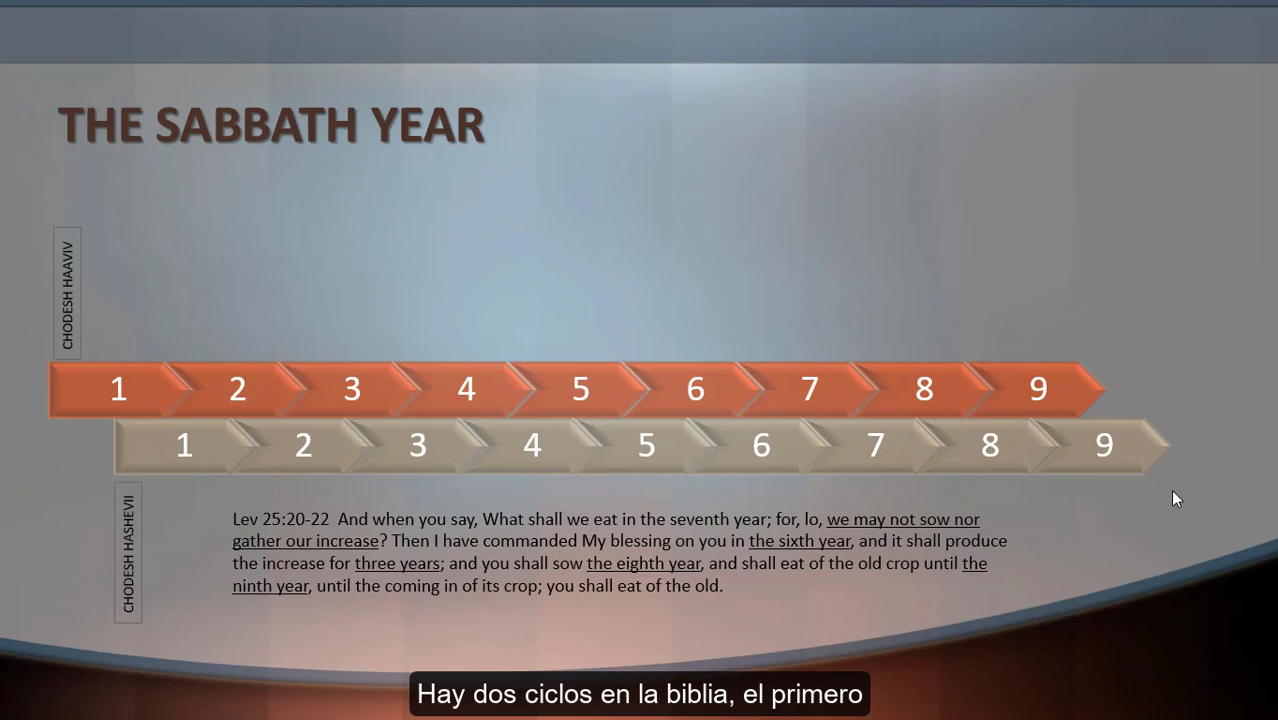 THE SABBATH YEAR
CHODESH HAAVIV
1 2 3 4 5 6 7 8 9
1 2 3 4 5 6 7 8 9
CHODESH HASHEVII
Lev 25:20-22 And when you say, What shall we eat in the seventh year; for, lo, we may not sow nor
gather our increase? Then I have commanded My blessing on you in the sixth year, and it shall produce
the increase for three years; and you shall sow the eighth year, and shall eat of the old crop until the
ninth year, until the coming in of its crop; you shall eat of the old.
Hay dos ciclos en la biblia, el primero